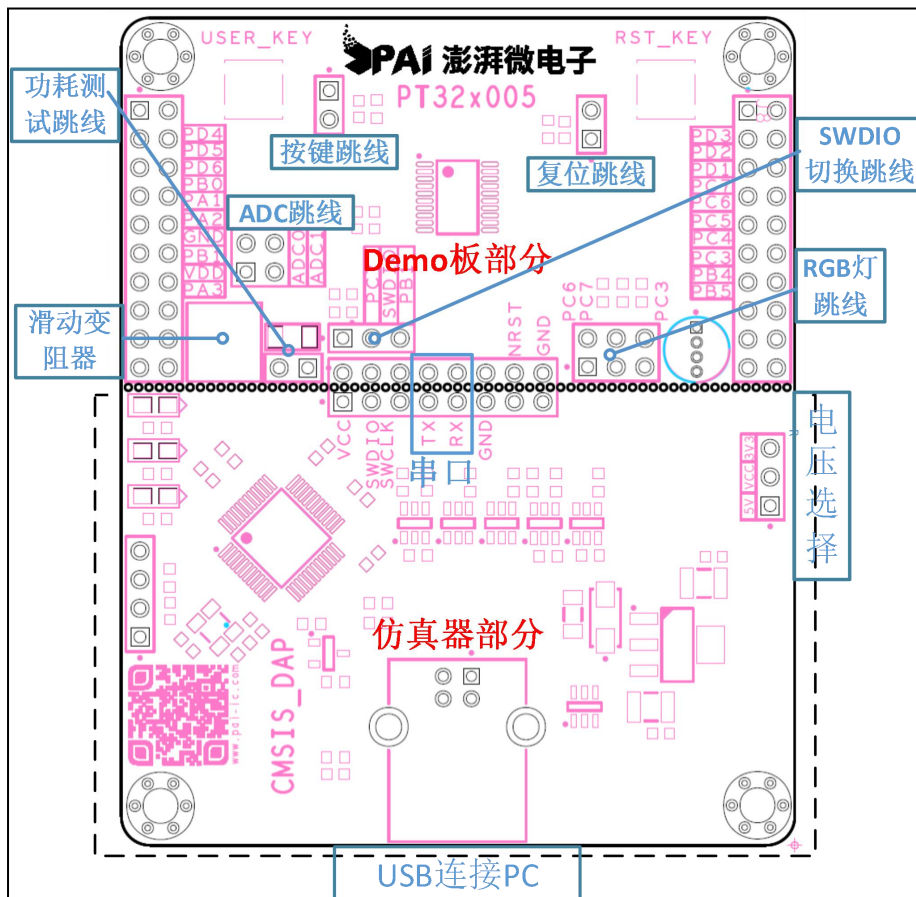 USER_KEY
RST_KEY
PAI 澎湃微电子
PT32x005
功耗测
试跳线
按键跳线
复位跳线
SWDIO
切换跳线
PD4
PD5
PD6
PB0
PA1
PA2
GND
PB1
VDD
PA3
ADC跳线
ADC0
ADC1
Demo板部分
PD3
PD2
PD1
PC7
PC6
PC5
PC4
PC3
PB4
PB5
RGB灯
跳线
滑动变
阻器
SWDIO
PC6
PC7
PC3
NRST
GND
VCC
SWDIO
SWCLK
TX
RX
GND
串口
电压选择
3V3
VCC
5V
仿真器部分
CMSIS_DAP
www.pai-ic.com
USB连接PC